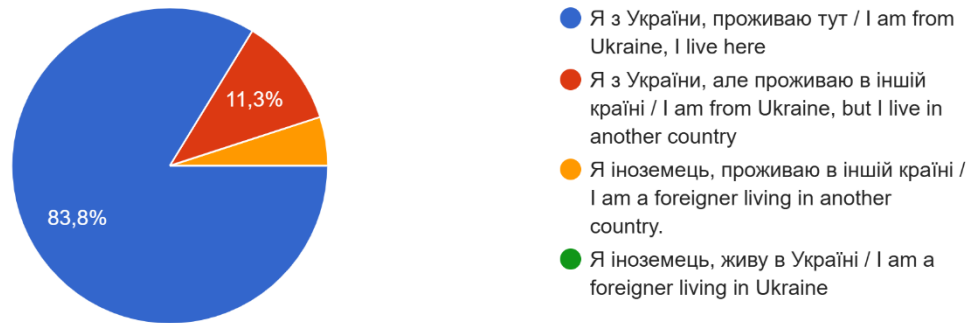 83,8%
11,3%
Я з України, проживаю тут / I am from
Ukraine, I live here
Я з України, але проживаю в іншій
країні / I am from Ukraine, but I live in
another country
Я іноземець, проживаю в іншій країні /
I am a foreigner living in another
country.
Я іноземець, живу в Україні / I am a
foreigner living in Ukraine